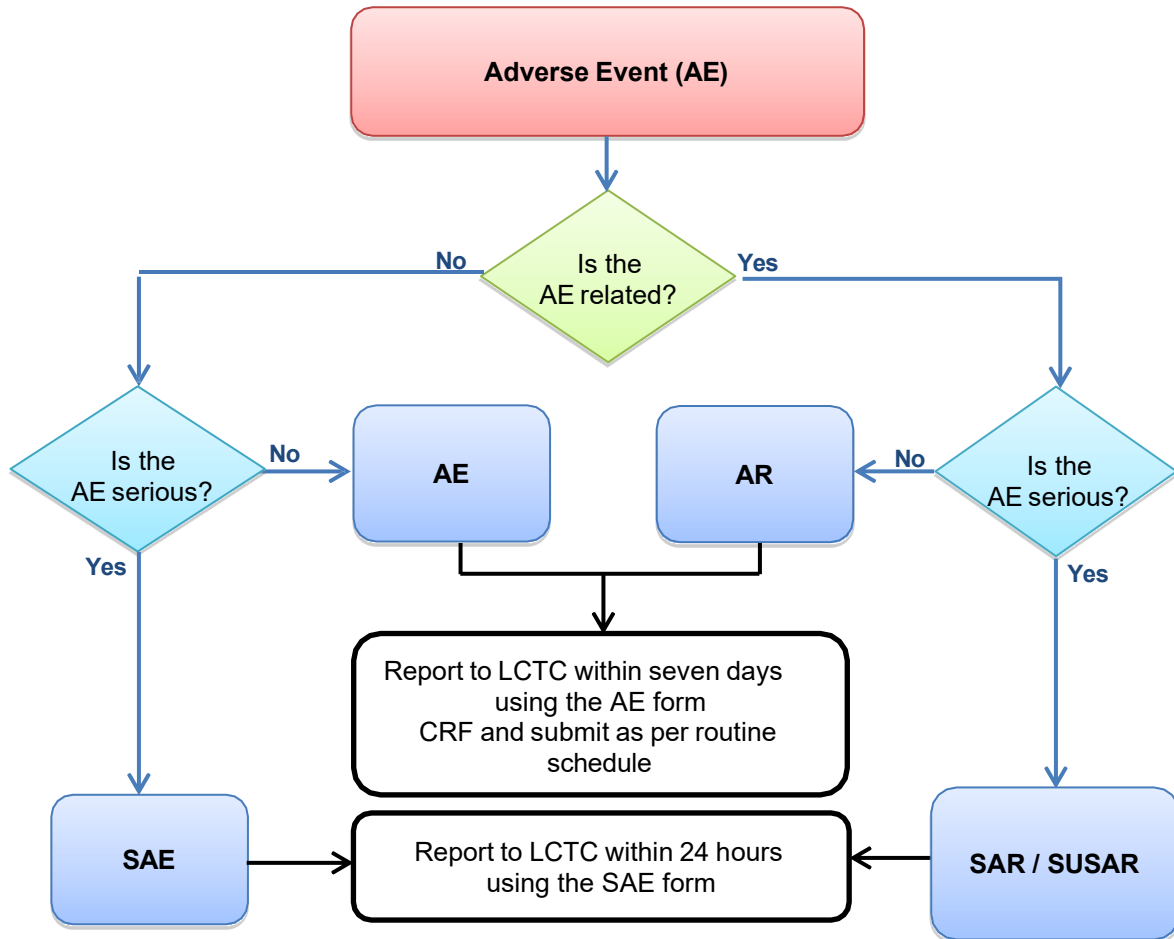 Adverse Event (AE)
No
Yes
Is the
AE related?
Is the
AE serious?
No
AE
AR
No
Is the
AE serious?
Yes
Yes
Report to LCTC within seven days
using the AE form
CRF and submit as per routine
schedule
SAE
Report to LCTC within 24 hours
using the SAE form
SAR / SUSAR